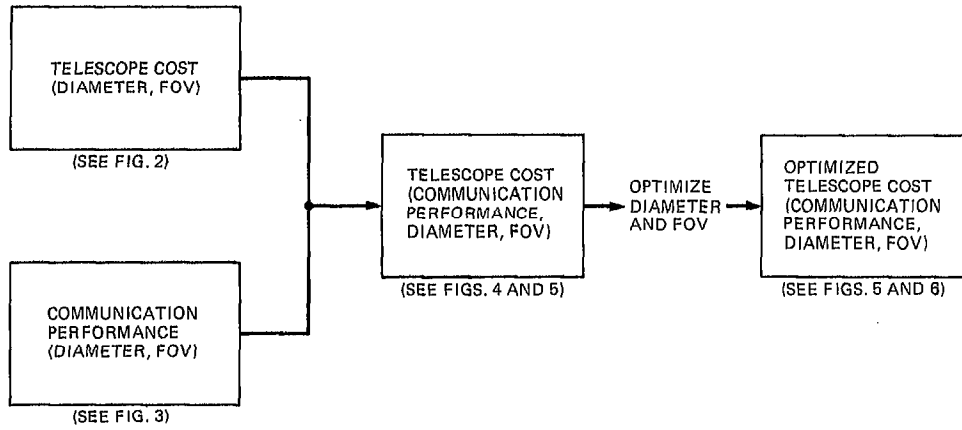 TELESCOPE COST
(DIAMETER, FOV)
(SEE FIG. 2)
COMMUNICATION
PERFORMANCE
(DIAMETER, FOV)
(SEE FIG. 3)
TELESCOPE COST
(COMMUNICATION
PERFORMANCE,
DIAMETER, FOV)
(SEE FIGS. 4 AND 5)
OPTIMIZE
DIAMETER
AND FOV
OPTIMIZED
TELESCOPE COST
(COMMUNICATION
PERFORMANCE,
DIAMETER, FOV)
(SEE FIGS. 5 AND 6)